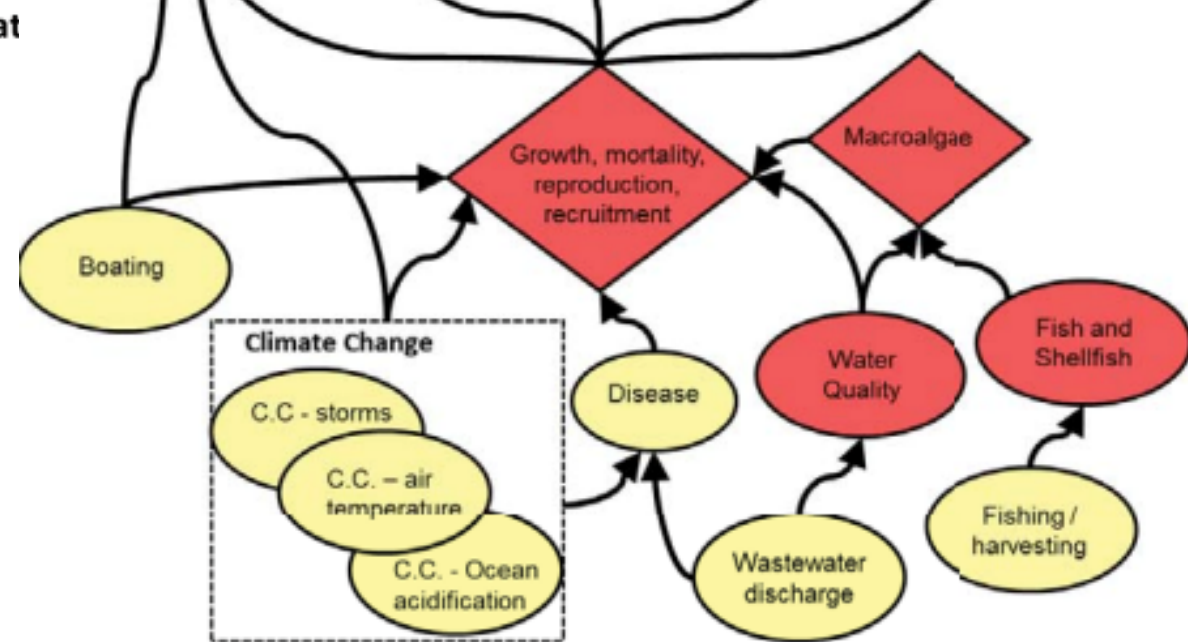 at
Macroalgae
Growth, mortality,
reproduction,
recruitment
Boating
Climate Change
Fish and
Shellfish
Water
Quality
Disease
C.C - storms
C.C. – air
temperature
Fishing /
harvesting
Wastewater
discharge
C.C. - Ocean
acidification